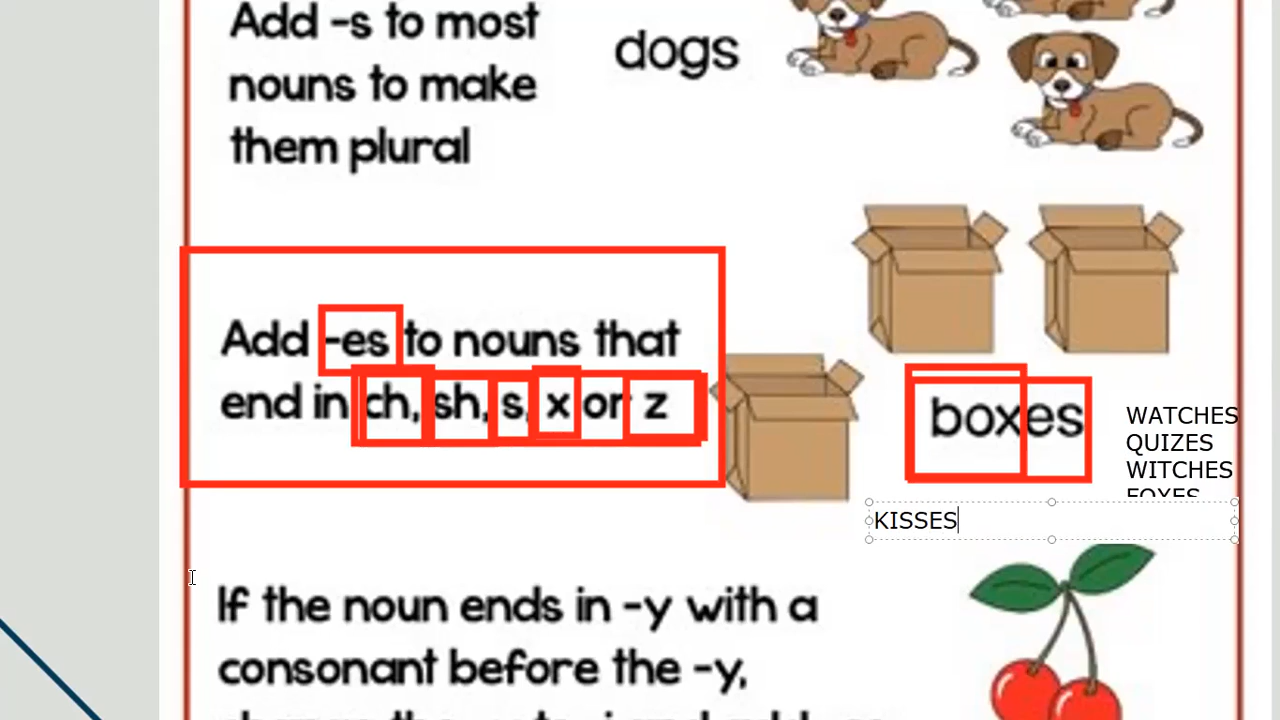 Add -s to most
nouns to make
them plural
dogs
Add -es to nouns that
end in ch, sh, s, x or z
boxes
WATCHES
QUIZES
WITCHES
FOXES
KISSES
If the noun ends in -y with a
consonant before the -y,